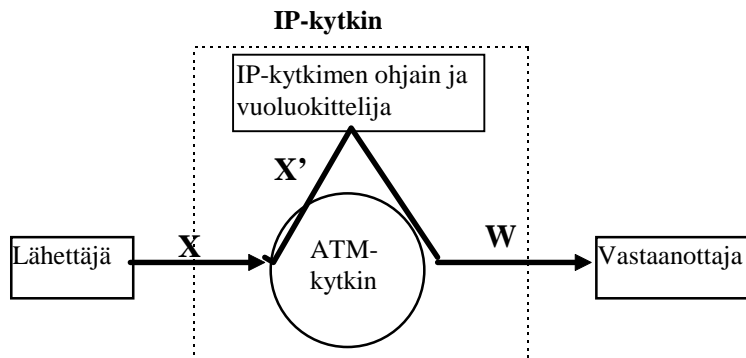 IP-kytkin
IP-kytkimen ohjain ja
vuoluokittelija
X’
Lähettäjä
X
ATM-
kytkin
W
Vastaanottaja